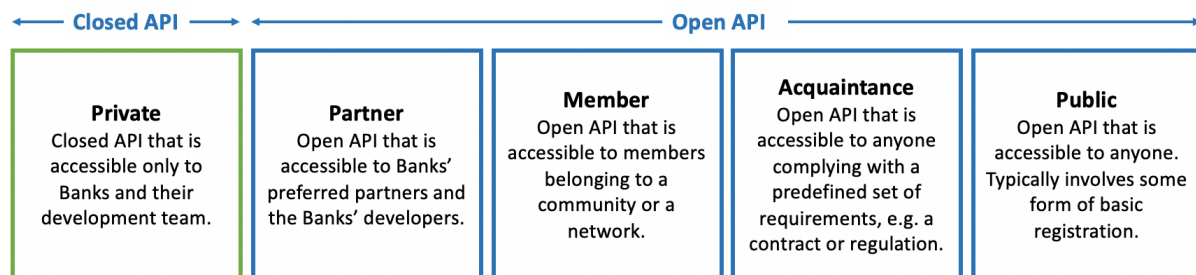 Closed API
Open API
Private
Closed API that is
accessible only to
Banks and their
development team.
Partner
Open API that is
accessible to Banks’
preferred partners and
the Banks’ developers.
Member
Open API that is
accessible to members
belonging to a
community or a
network.
Acquaintance
Open API that is
accessible to anyone
complying with a
predefined set of
requirements, e.g. a
contract or regulation.
Public
Open API that is
accessible to anyone.
Typically involves some
form of basic
registration.